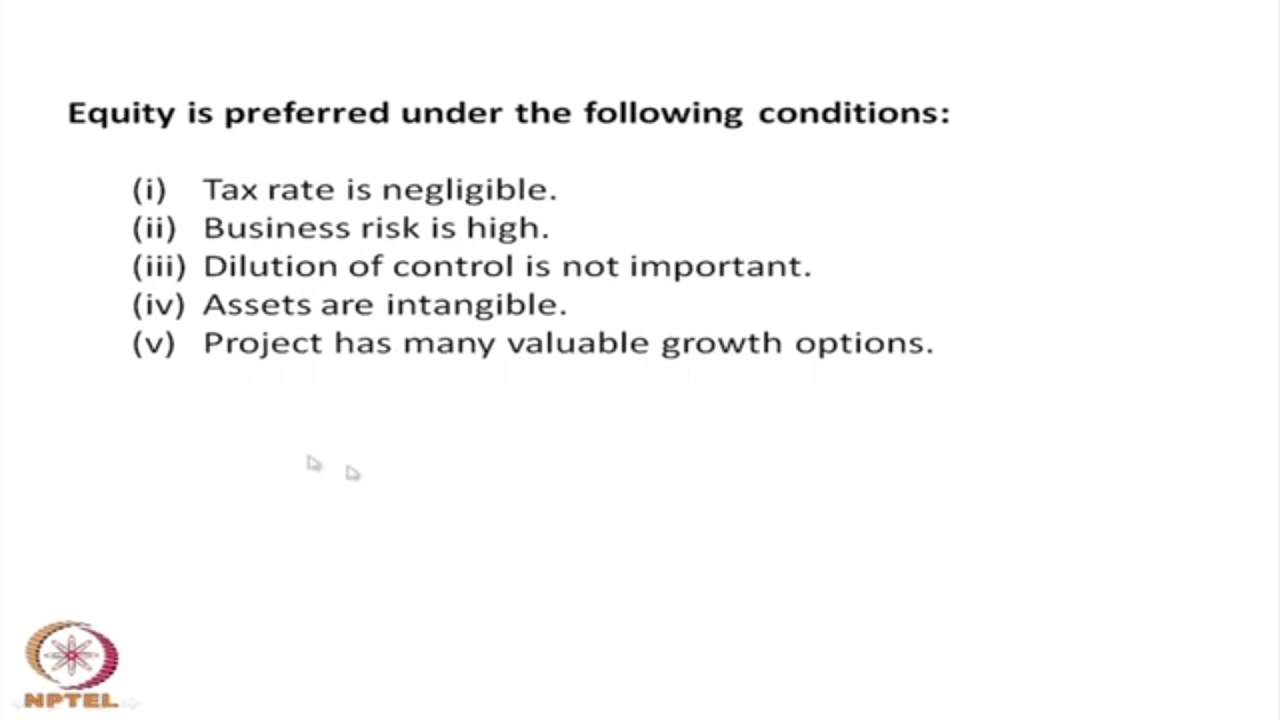 Equity is preferred under the following conditions:
(i) Tax rate is negligible.
(ii) Business risk is high.
(iii) Dilution of control is not important.
(iv) Assets are intangible.
(v) Project has many valuable growth options.
NPTEL